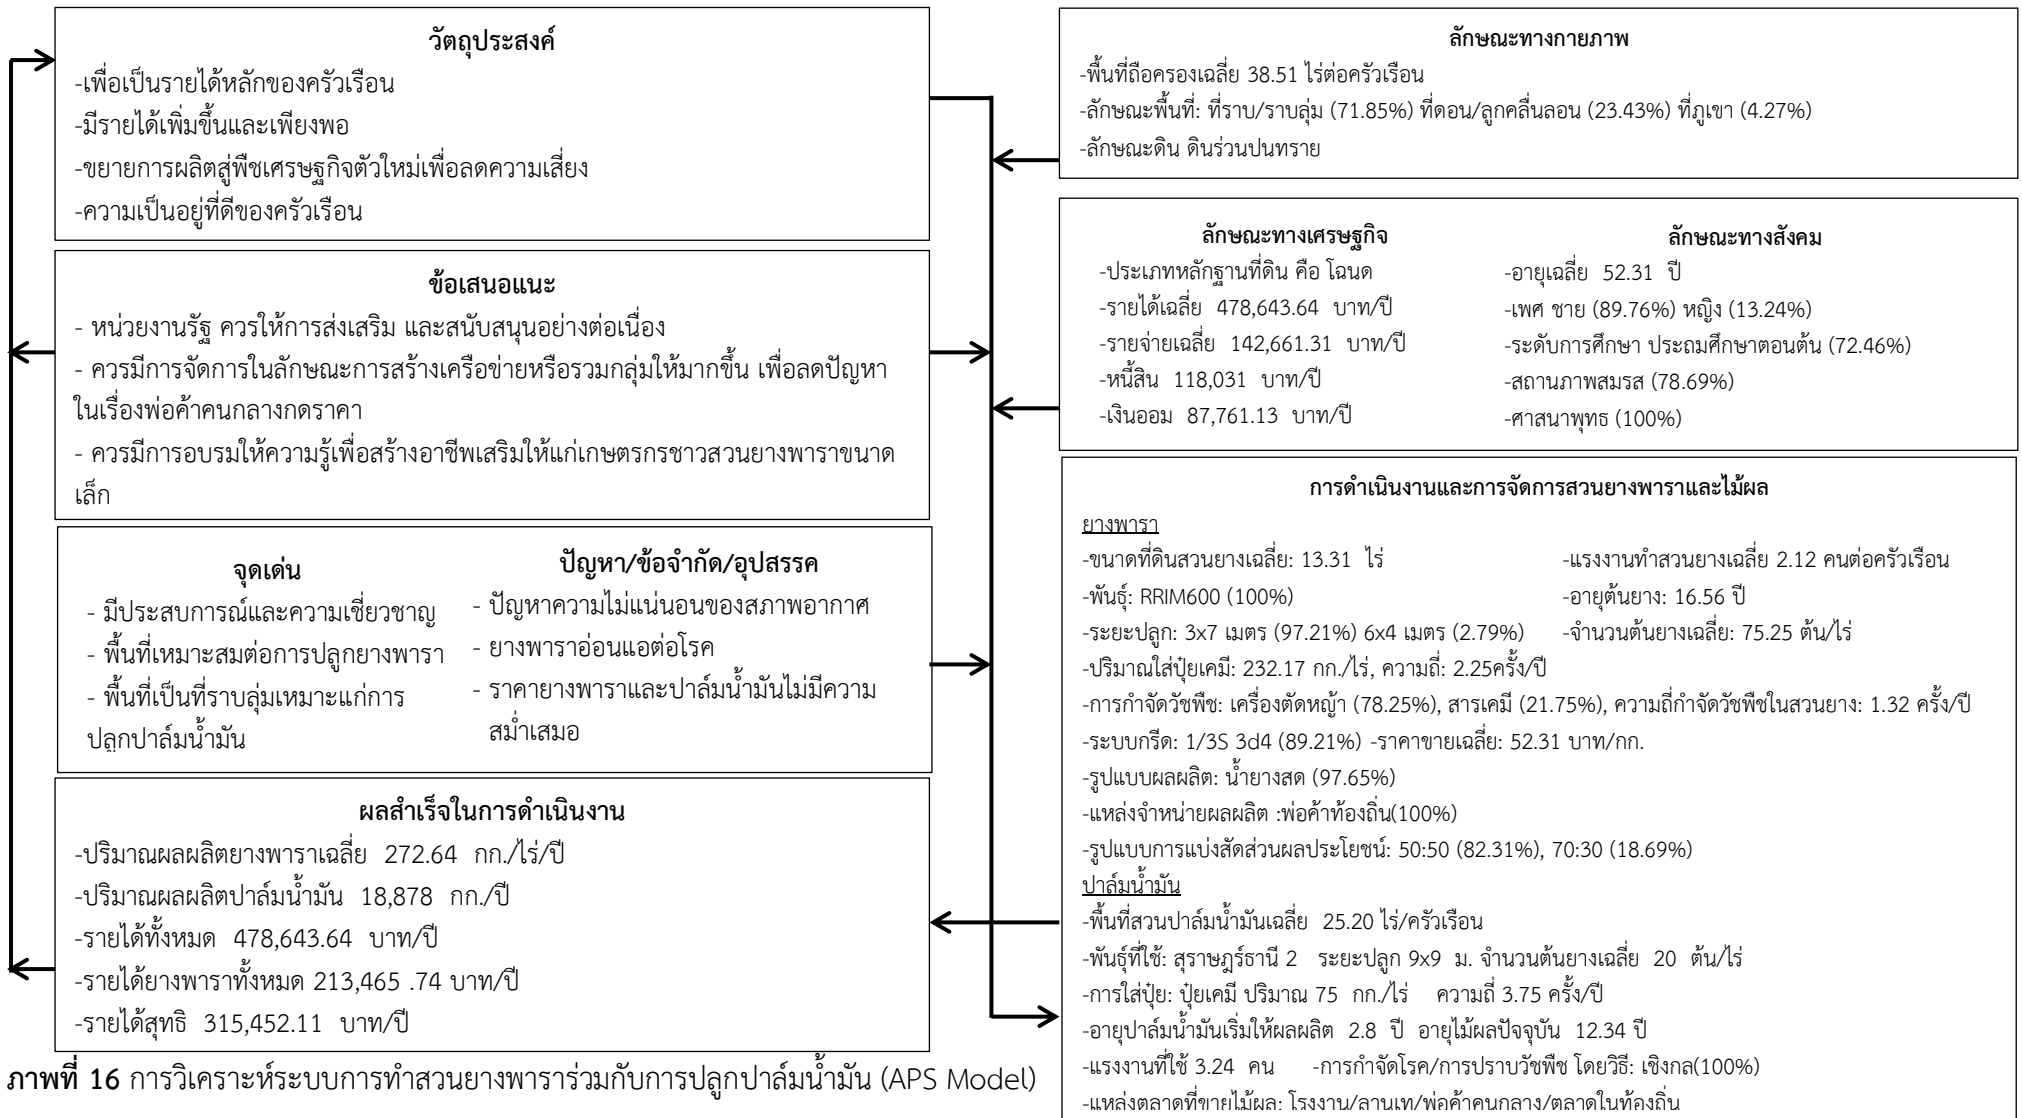 วัตถุประสงค์
-เพื่อเป็นรายได้หลักของครัวเรือน
-มีรายได้เพิ่มขึ้นและเพียงพอ
-ขยายการผลิตสู่พืชเศรษฐกิจตัวใหม่เพื่อลดความเสี่ยง
-ความเป็นอยู่ที่ดีของครัวเรือน
ข้อเสนอแนะ
- หน่วยงานรัฐ ควรให้การส่งเสริม และสนับสนุนอย่างต่อเนื่อง
- ควรมีการจัดการในลักษณะการสร้างเครือข่ายหรือรวมกลุ่มให้มากขึ้น เพื่อลดปัญหา
ในเรื่องพ่อค้าคนกลางกดราคา
- ควรมีการอบรมให้ความรู้เพื่อสร้างอาชีพเสริมให้แก่เกษตรกรชาวสวนยางพาราขนาด
เล็ก
จุดเด่น
- มีประสบการณ์และความเชี่ยวชาญ
- พื้นที่เหมาะสมต่อการปลูกยางพารา
- พื้นที่เป็นที่ราบลุ่มเหมาะแก่การ
ปลูกปาล์มน้ำมัน
ปัญหา/ข้อจำกัด/อุปสรรค
- ปัญหาความไม่แน่นอนของสภาพอากาศ
- ยางพาราอ่อนแอต่อโรค
- ราคายางพาราและปาล์มน้ำมันไม่มีความ
สม่ำเสมอ
ผลสำเร็จในการดำเนินงาน
-ปริมาณผลผลิตยางพาราเฉลี่ย 272.64 กก./ไร่/ปี
-ปริมาณผลผลิตปาล์มน้ำมัน 18,878 กก./ปี
-รายได้ทั้งหมด 478,643.64 บาท/ปี
-รายได้ยางพาราทั้งหมด 213,465 .74 บาท/ปี
-รายได้สุทธิ 315,452.11 บาท/ปี
ภาพที่ 16 การวิเคราะห์ระบบการทำสวนยางพาราร่วมกับการปลูกปาล์มน้ำมัน (APS Model)
ลักษณะทางกายภาพ
-พื้นที่ถือครองเฉลี่ย 38.51 ไร่ต่อครัวเรือน
-ลักษณะพื้นที่: ที่ราบ/ราบลุ่ม (71.85%) ที่ดอน/ลูกคลื่นลอน (23.43%) ที่ภูเขา (4.27%)
-ลักษณะดิน ดินร่วนปนทราย
ลักษณะทางเศรษฐกิจ
-ประเภทหลักฐานที่ดิน คือ โฉนด
-รายได้เฉลี่ย 478,643.64 บาท/ปี
-รายจ่ายเฉลี่ย 142,661.31 บาท/ปี
-หนี้สิน 118,031 บาท/ปี
-เงินออม 87,761.13 บาท/ปี
ลักษณะทางสังคม
-อายุเฉลี่ย 52.31 ปี
-เพศ ชาย (89.76%) หญิง (13.24%)
-ระดับการศึกษา ประถมศึกษาตอนต้น (72.46%)
-สถานภาพสมรส (78.69%)
-ศาสนาพุทธ (100%)
การดำเนินงานและการจัดการสวนยางพาราและไม้ผล
ยางพารา
-ขนาดที่ดินสวนยางเฉลี่ย: 13.31 ไร่ -แรงงานทำสวนยางเฉลี่ย 2.12 คนต่อครัวเรือน
-พันธุ์: RRIM600 (100%) -อายุต้นยาง: 16.56 ปี
-ระยะปลูก: 3x7 เมตร (97.21%) 6x4 เมตร (2.79%) -จำนวนต้นยางเฉลี่ย: 75.25 ต้น/ไร่
-ปริมาณใส่ปุ๋ยเคมี: 232.17 กก./ไร่, ความถี่: 2.25ครั้ง/ปี
-การกำจัดวัชพืช: เครื่องตัดหญ้า (78.25%), สารเคมี (21.75%), ความถี่กำจัดวัชพืชในสวนยาง: 1.32 ครั้ง/ปี
-ระบบกรีด: 1/3S 3d4 (89.21%) -ราคาขายเฉลี่ย: 52.31 บาท/กก.
-รูปแบบผลผลิต: น้ำยางสด (97.65%)
-แหล่งจำหน่ายผลผลิต :พ่อค้าท้องถิ่น(100%)
-รูปแบบการแบ่งสัดส่วนผลประโยชน์: 50:50 (82.31%), 70:30 (18.69%)
ปาล์มน้ำมัน
-พื้นที่สวนปาล์มน้ำมันเฉลี่ย 25.20 ไร่/ครัวเรือน
-พันธุ์ที่ใช้: สุราษฎร์ธานี 2 ระยะปลูก 9x9 ม. จำนวนต้นยางเฉลี่ย 20 ต้น/ไร่
-การใส่ปุ๋ย: ปุ๋ยเคมี ปริมาณ 75 กก./ไร่ ความถี่ 3.75 ครั้ง/ปี
-อายุปาล์มน้ำมันเริ่มให้ผลผลิต 2.8 ปี อายุไม้ผลปัจจุบัน 12.34 ปี
-แรงงานที่ใช้ 3.24 คน -การกำจัดโรค/การปราบวัชพืช โดยวิธี: เชิงกล(100%)
-แหล่งตลาดที่ขายไม้ผล: โรงงาน/ลานเท/พ่อค้าคนกลาง/ตลาดในท้องถิ่น